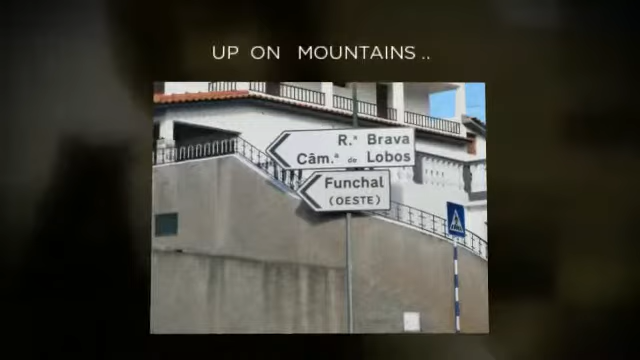 UP ON MOUNTAINS ..
R.ª Brava
Câm.ª de Lobos
Funchal
(OESTE)